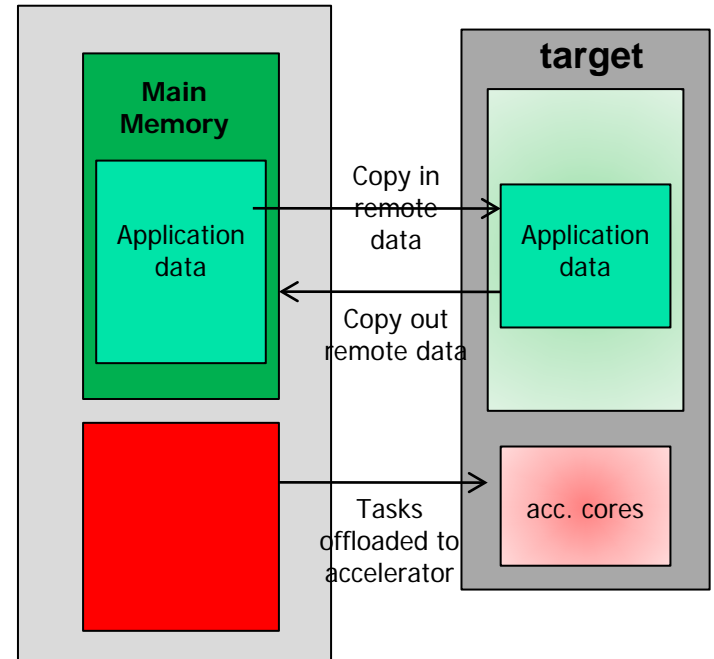 target
Main
Memory
Application
data
Copy in
remote
data
Application
data
Copy out
remote data
Tasks
offloaded to
accelerator
acc. cores